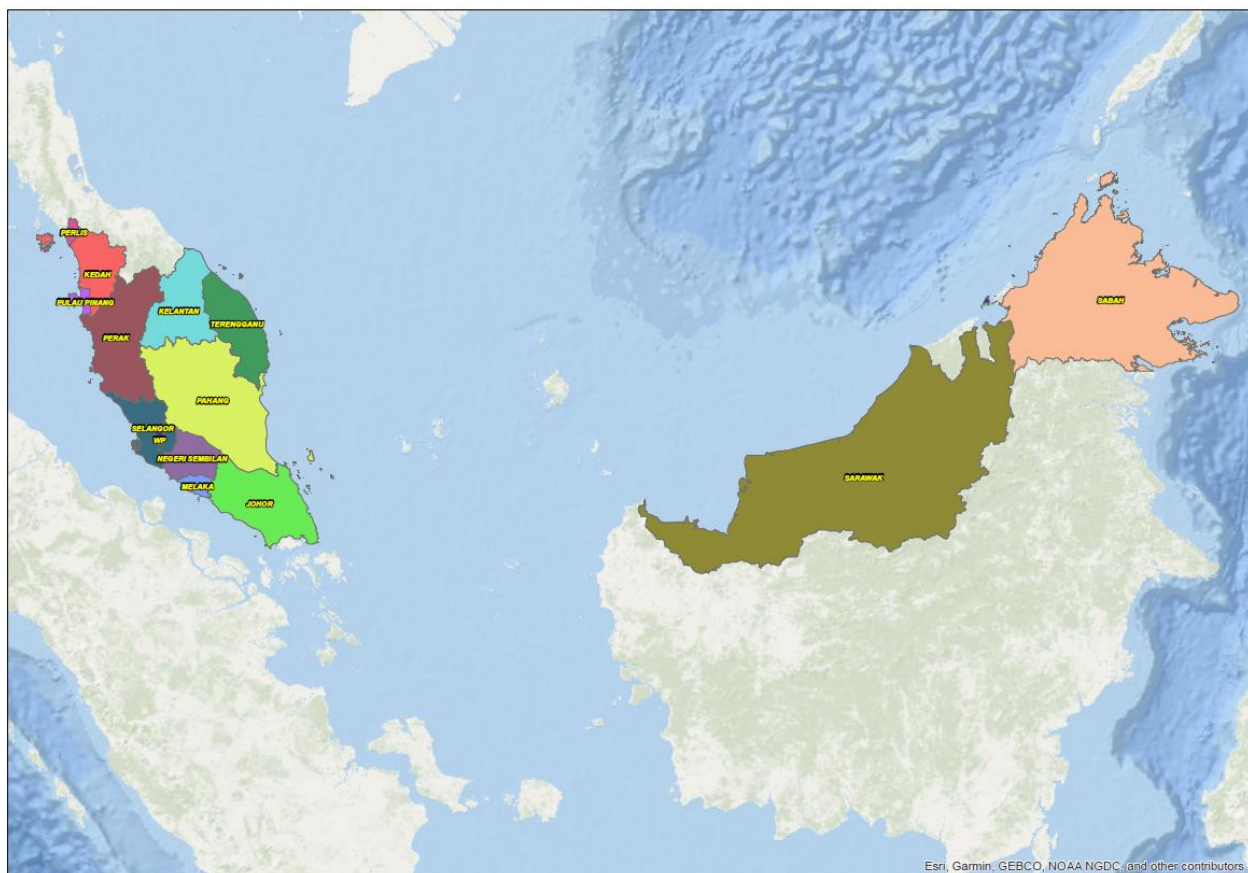 PERLIS
KEDAH
PULAU PINANG
KELANTAN
TERENGGANU
PERAK
PAHANG
SELANGOR
WP
NEGERI SEMBILAN
MELAKA
JOHOR
SABAH
SARAWAK
Esri, Garmin, GEBCO, NOAA NGDC, and other contributors